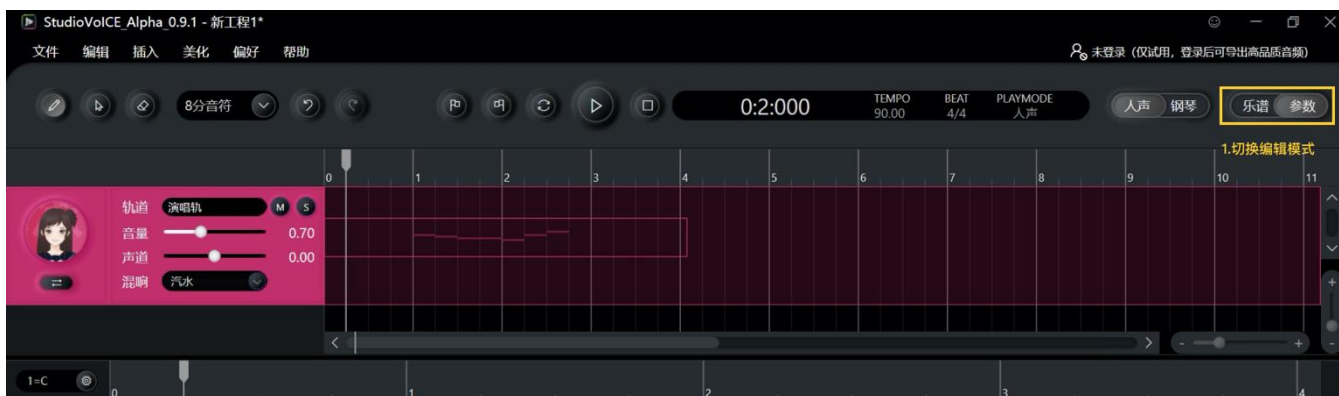 StudioVoICE_Alpha_0.9.1 - 新工程1*
文件 编辑 插入 美化 偏好 帮助
未登录（仅试用，登录后可导出高品质音频）
8分音符
0:2:000
TEMPO BEAT PLAYMODE
90.00 4/4 人声
人声 钢琴
乐谱 参数
1.切换编辑模式
0 1 2 3 4 5 6 7 8 9 10 11
轨道 演唱轨 M S
音量 0.70
声道 0.00
混响 汽水
1=C
0 1 2 3 4